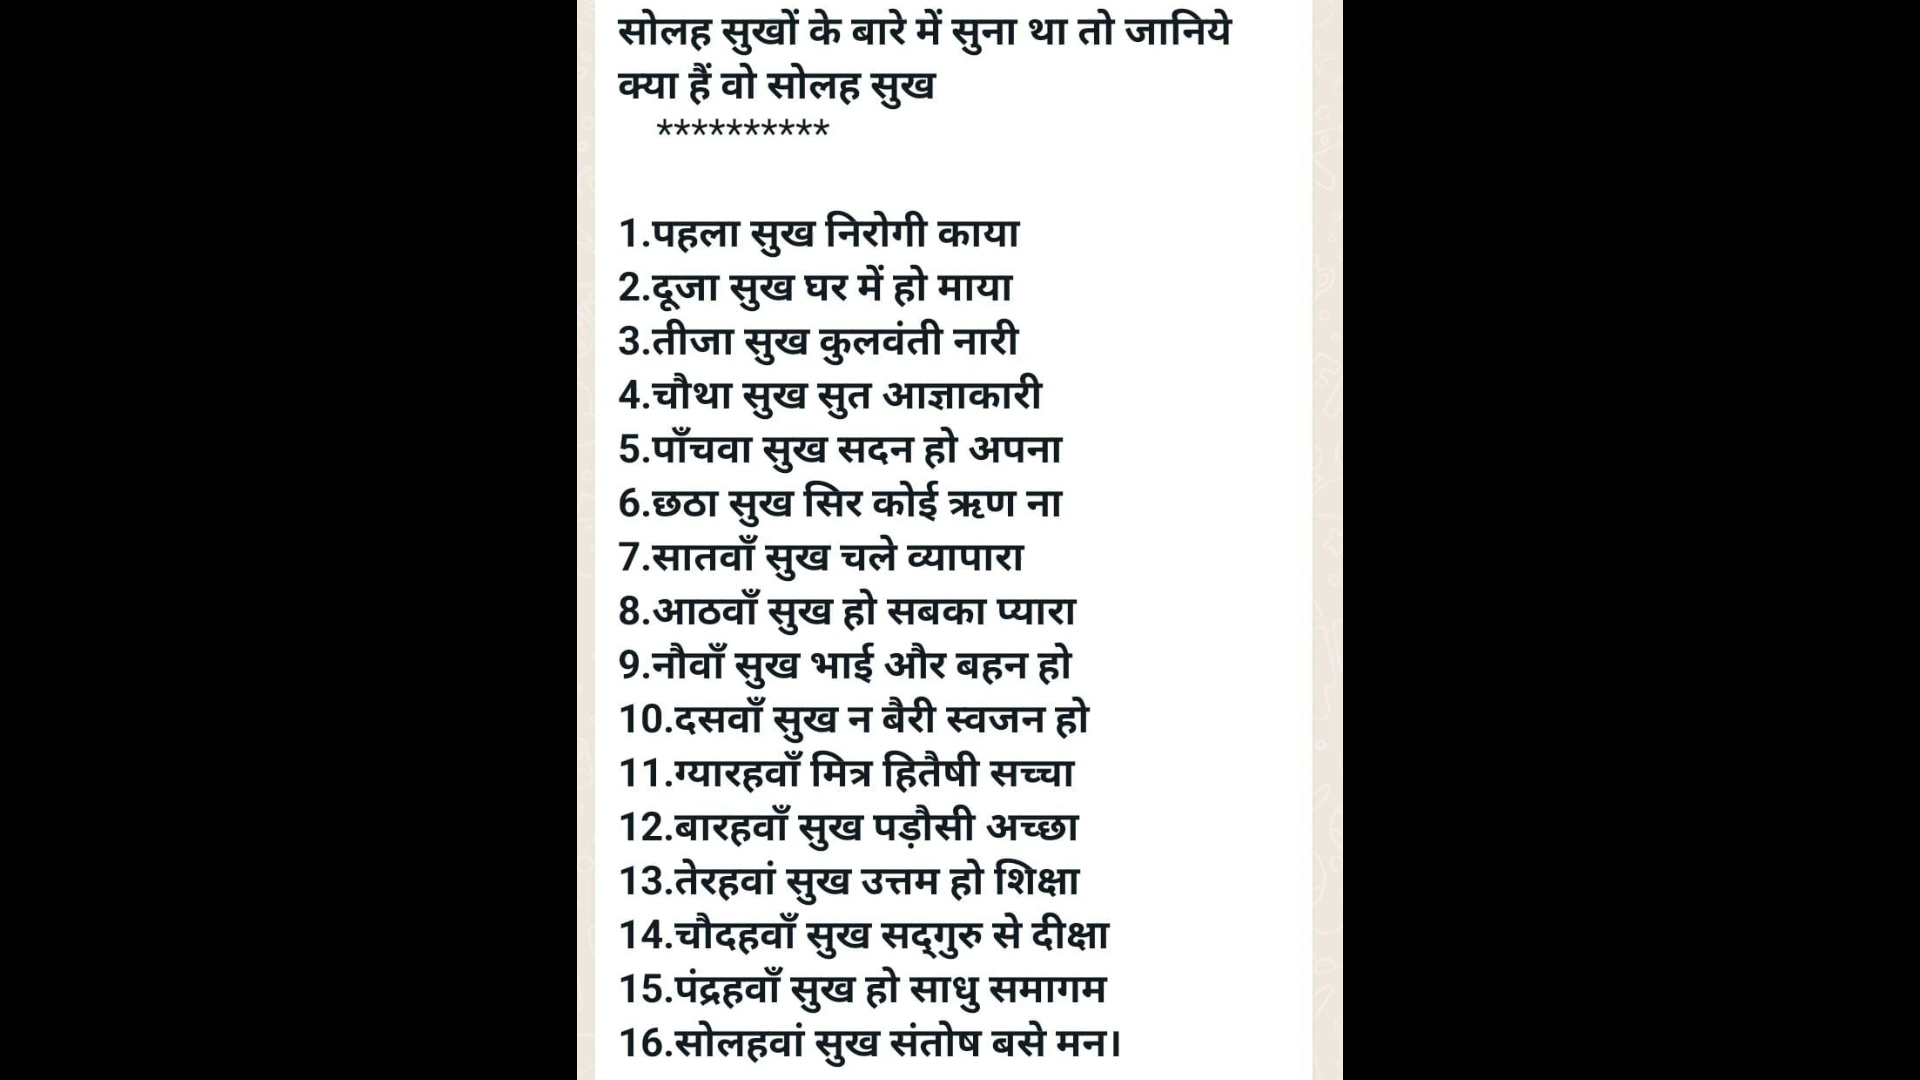 सोलह सुखों के बारे में सुना था तो जानिये
क्या हैं वो सोलह सुख
**********
1.पहला सुख निरोगी काया
2.दूजा सुख घर में हो माया
3.तीजा सुख कुलवंती नारी
4.चौथा सुख सुत आज्ञाकारी
5.पाँचवा सुख सदन हो अपना
6.छठा सुख सिर कोई ऋण ना
7.सातवाँ सुख चले व्यापारा
8.आठवाँ सुख हो सबका प्यारा
9.नौवाँ सुख भाई और बहन हो
10.दसवाँ सुख न बैरी स्वजन हो
11.ग्यारहवाँ मित्र हितैषी सच्चा
12.बारहवाँ सुख पड़ौसी अच्छा
13.तेरहवां सुख उत्तम हो शिक्षा
14.चौदहवाँ सुख सद्‌गुरु से दीक्षा
15.पंद्रहवाँ सुख हो साधु समागम
16.सोलहवां सुख संतोष बसे मन।